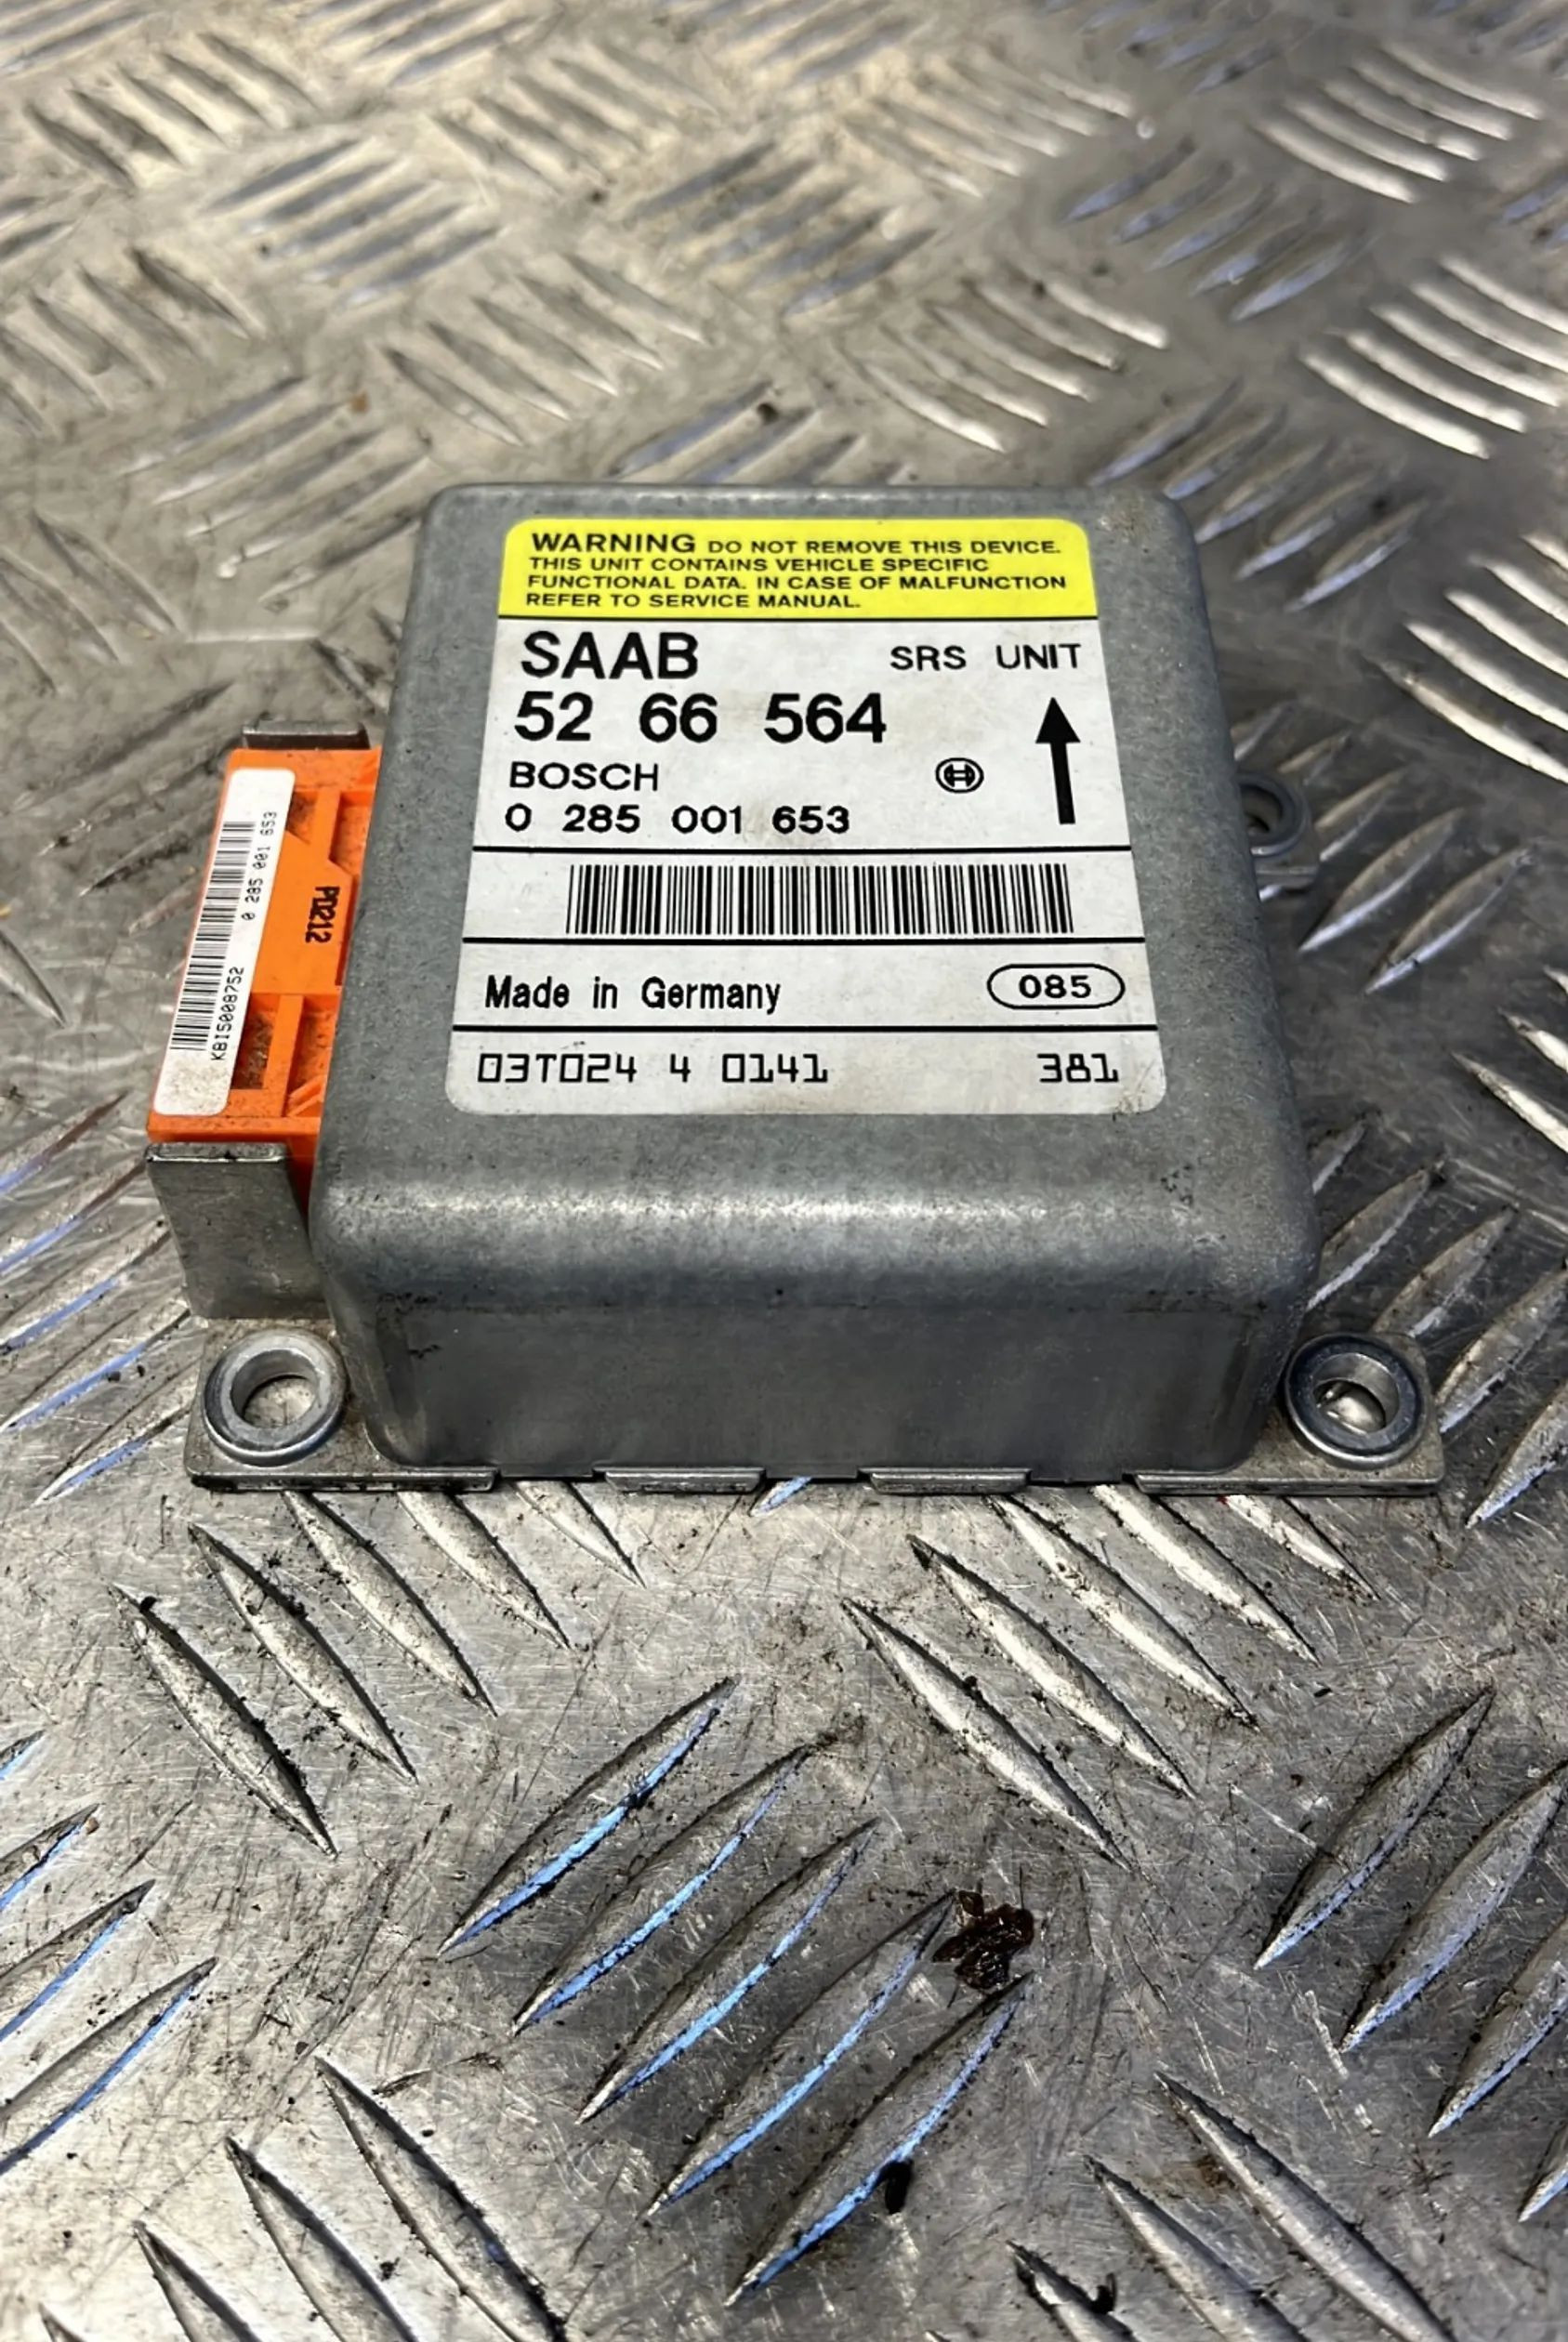 WARNING DO NOT REMOVE THIS DEVICE.
THIS UNIT CONTAINS VEHICLE SPECIFIC
FUNCTIONAL DATA. IN CASE OF MALFUNCTION
REFER TO SERVICE MANUAL.
SAAB SRS UNIT
52 66 564
BOSCH
0 285 001 653
Made in Germany 085
03T024 4 0141 381
KBI5008752 0 285 001 653
PD212